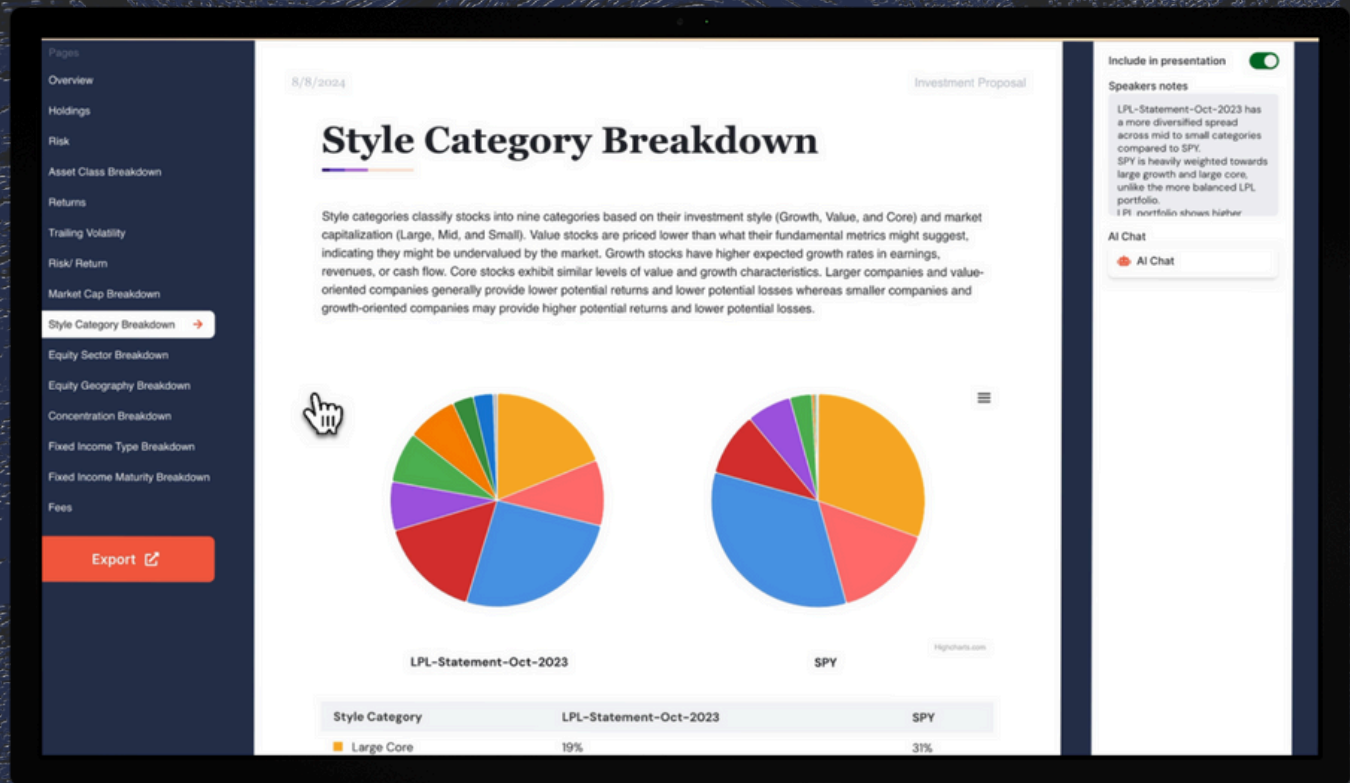 Pages
Overview
Holdings
Risk
Asset Class Breakdown
Returns
Trailing Volatility
Risk/ Return
Market Cap Breakdown
Style Category Breakdown
Equity Sector Breakdown
Equity Geography Breakdown
Concentration Breakdown
Fixed Income Type Breakdown
Fixed Income Maturity Breakdown
Fees
Export
8/8/2024
Investment Proposal
Style Category Breakdown
Style categories classify stocks into nine categories based on their investment style (Growth, Value, and Core) and market
capitalization (Large, Mid, and Small). Value stocks are priced lower than what their fundamental metrics might suggest,
indicating they might be undervalued by the market. Growth stocks have higher expected growth rates in earnings,
revenues, or cash flow. Core stocks exhibit similar levels of value and growth characteristics. Larger companies and value-
oriented companies generally provide lower potential returns and lower potential losses whereas smaller companies and
growth-oriented companies may provide higher potential returns and lower potential losses.
Highcharts.com
LPL-Statement-Oct-2023
SPY
Style Category LPL-Statement-Oct-2023 SPY
Large Core 19% 31%
Include in presentation
Speakers notes
LPL-Statement-Oct-2023 has
a more diversified spread
across mid to small categories
compared to SPY.
SPY is heavily weighted towards
large growth and large core,
unlike the more balanced LPL
portfolio.
LPL portfolio shows higher
AI Chat
AI Chat